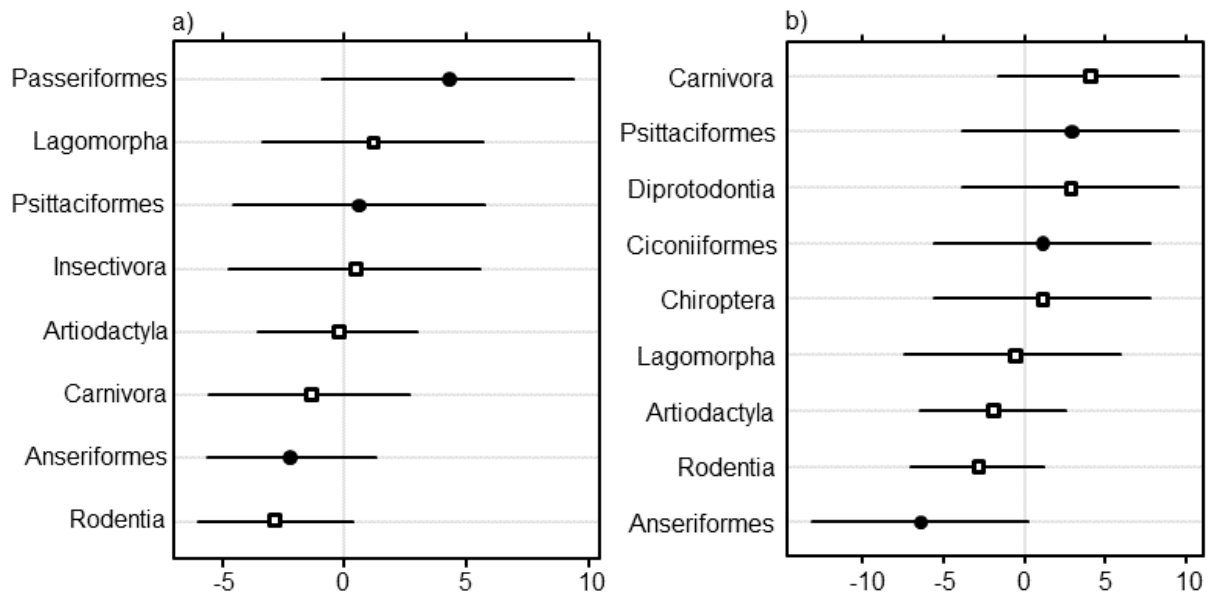 a)
Passeriformes
Lagomorpha
Psittaciformes
Insectivora
Artiodactyla
Carnivora
Anseriformes
Rodentia
-5 0 5 10
b)
Carnivora
Psittaciformes
Diprotodontia
Ciconiiformes
Chiroptera
Lagomorpha
Artiodactyla
Rodentia
Anseriformes
-10 -5 0 5 10